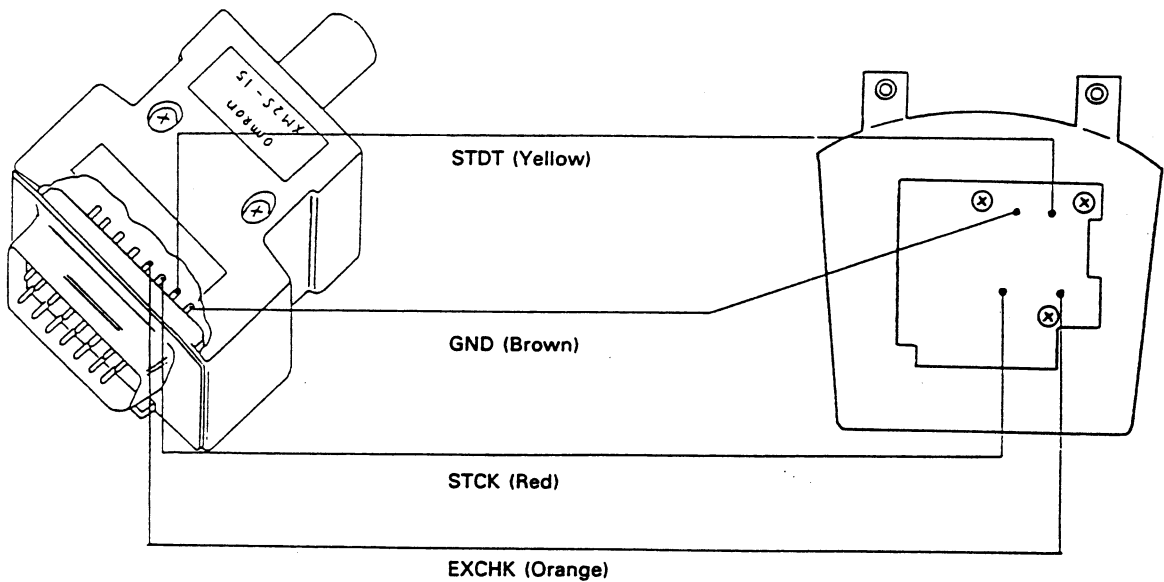 OMRON
XM2S-15
STDT (Yellow)
GND (Brown)
STCK (Red)
EXCHK (Orange)